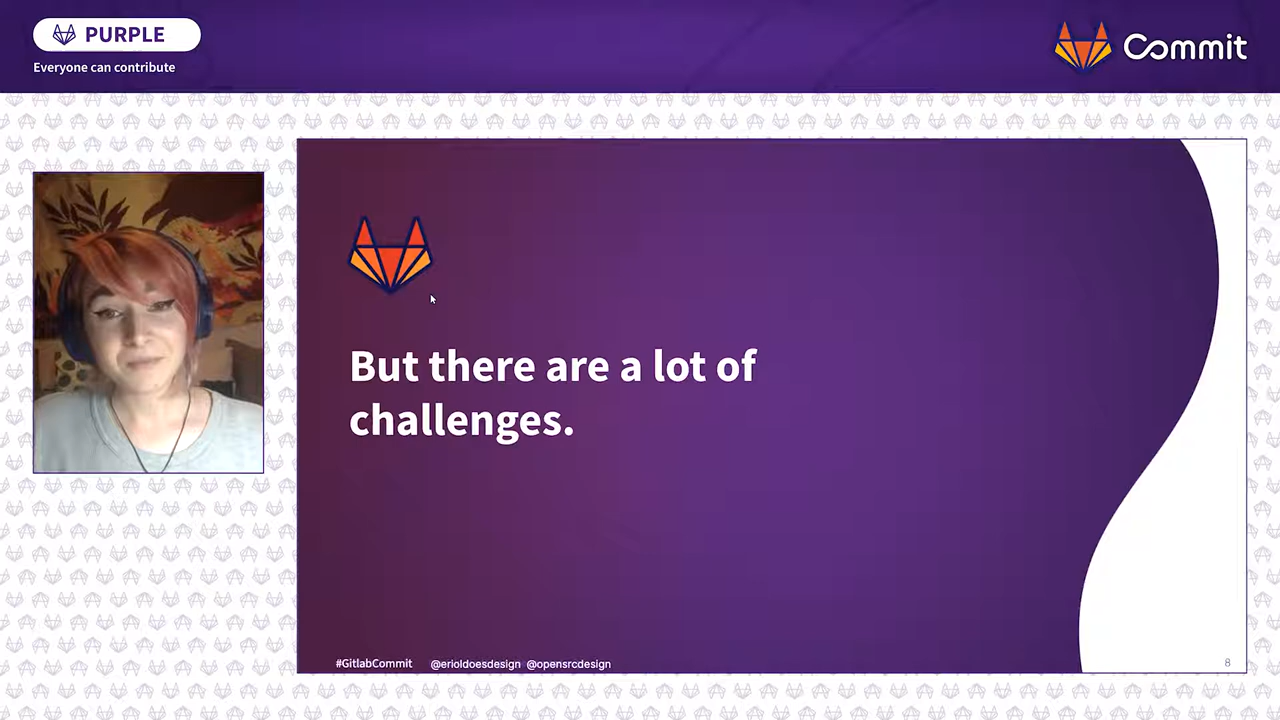 PURPLE
Everyone can contribute
Commit
But there are a lot of
challenges.
#GitlabCommit @erioldoesdesign @opensrcdesign
8